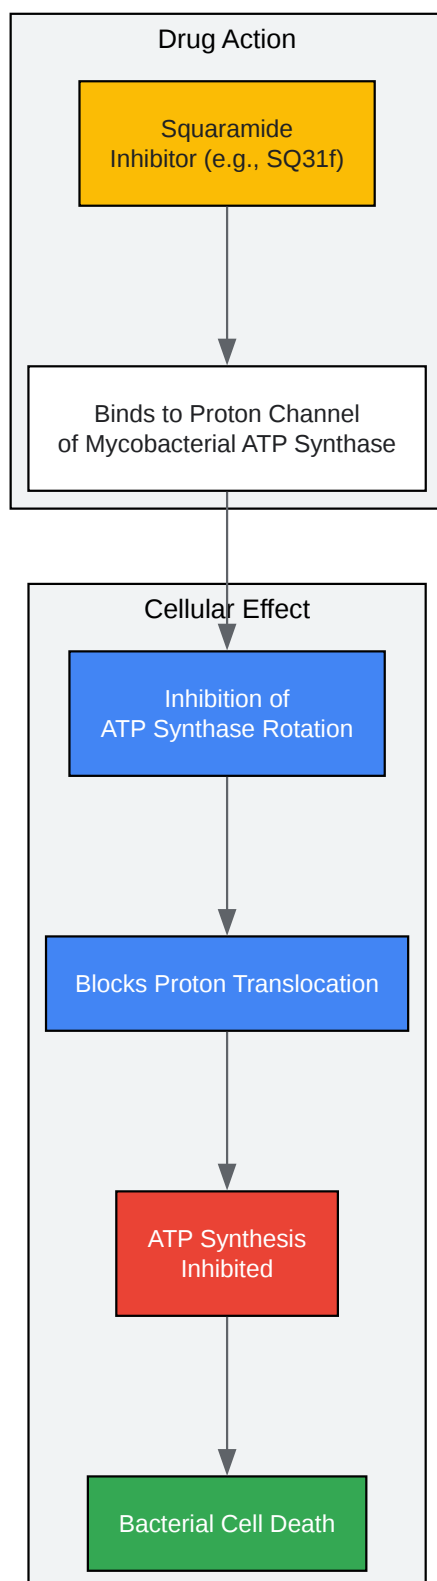 Drug Action
Squaramide
Inhibitor (e.g., SQ31f)
Binds to Proton Channel
of Mycobacterial ATP Synthase
Cellular Effect
Inhibition of
ATP Synthase Rotation
Blocks Proton Translocation
ATP Synthesis
Inhibited
Bacterial Cell Death